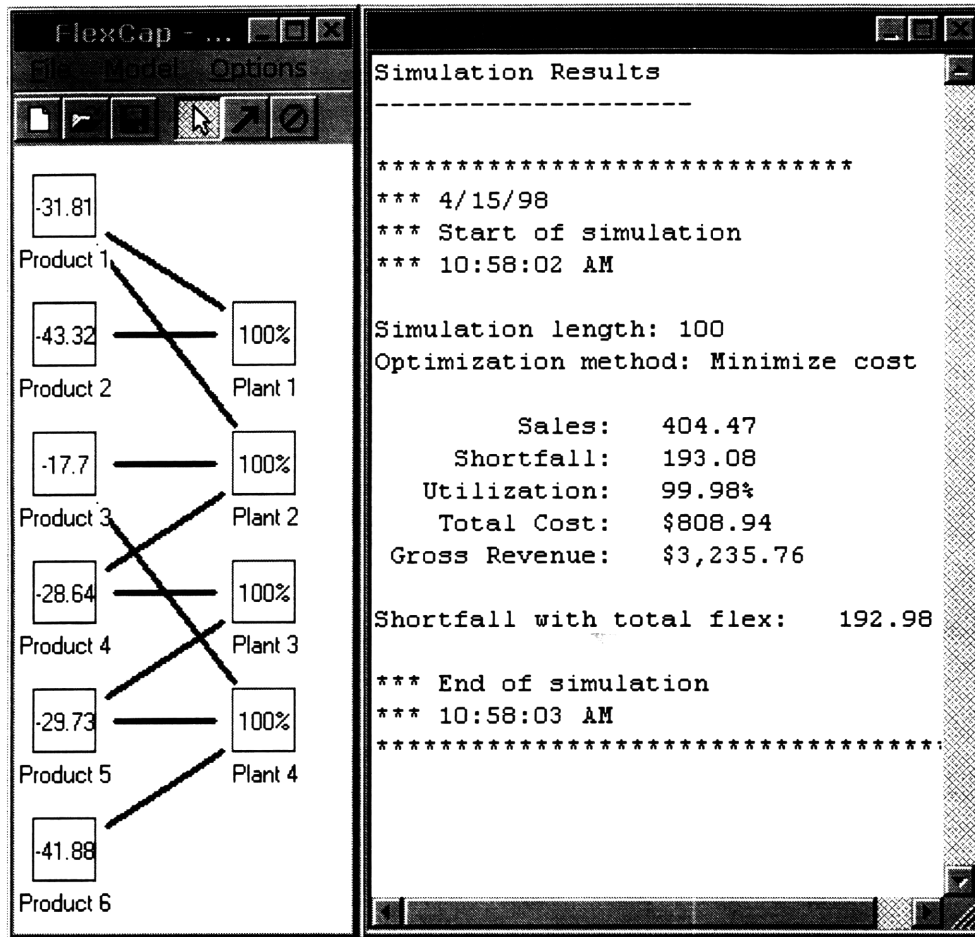 FlexCap - ...
File Model Options
-31.81
Product 1
-43.32
100%
Product 2
Plant 1
-17.7
100%
Product 3
Plant 2
-28.64
100%
Product 4
Plant 3
-29.73
100%
Product 5
Plant 4
-41.88
Product 6
Simulation Results
--------------------
******************************
*** 4/15/98
*** Start of simulation
*** 10:58:02 AM
Simulation length: 100
Optimization method: Minimize cost
Sales: 404.47
Shortfall: 193.08
Utilization: 99.98%
Total Cost: $808.94
Gross Revenue: $3,235.76
Shortfall with total flex: 192.98
*** End of simulation
*** 10:58:03 AM
************************************